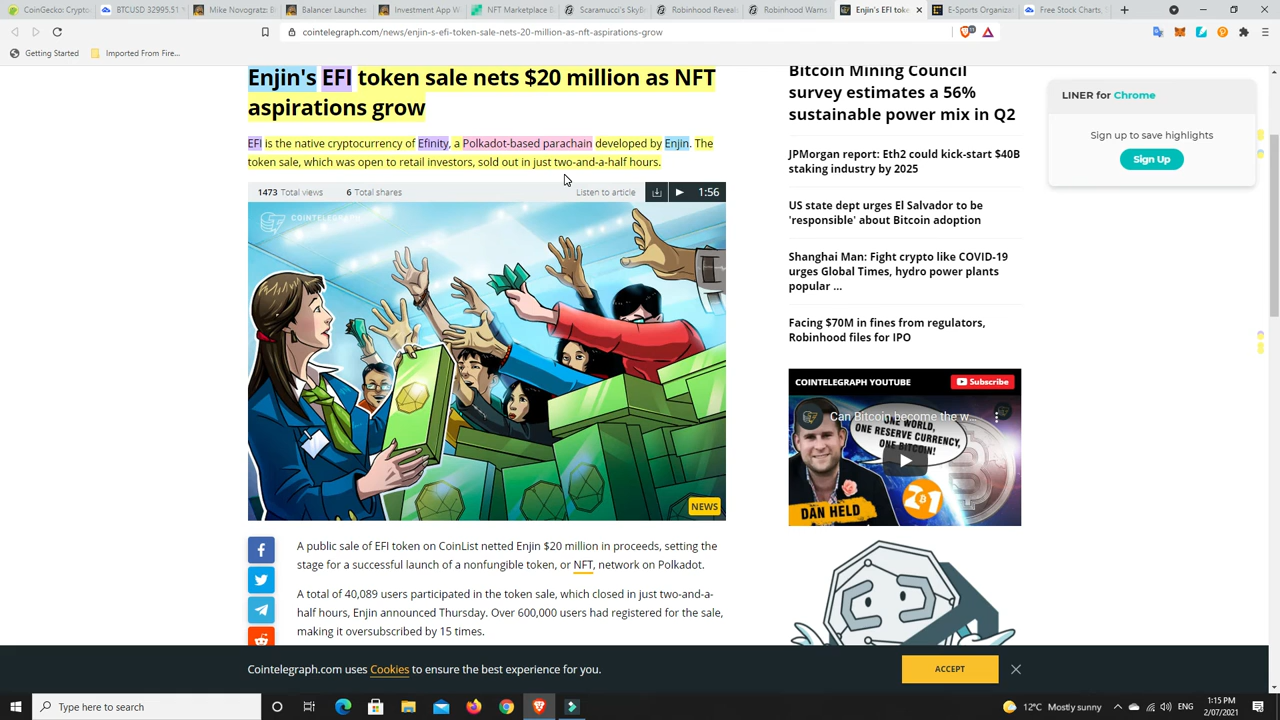 CoinGecko Crypto
BTCUSD 32995.51
Mike Novogratz: B
Balancer Launches
Investment App W
NFT Marketplace B
Scaramucci's SkyBr
Robinhood Reveals
Robinhood Warns
Enjin's EFI toke
E-Sports Organizat
Free Stock Charts,
cointelegraph.com/news/enjin-s-efi-token-sale-nets-20-million-as-nft-aspirations-grow
Getting Started
Imported From Fire...
Enjin's EFI token sale nets $20 million as NFT
aspirations grow
EFI is the native cryptocurrency of Efinity, a Polkadot-based parachain developed by Enjin. The
token sale, which was open to retail investors, sold out in just two-and-a-half hours.
1473 Total views
6 Total shares
Listen to article
1:56
COINTELEGRAPH
NEWS
A public sale of EFI token on CoinList netted Enjin $20 million in proceeds, setting the
stage for a successful launch of a nonfungible token, or NFT, network on Polkadot.
A total of 40,089 users participated in the token sale, which closed in just two-and-a-
half hours, Enjin announced Thursday. Over 600,000 users had registered for the sale,
making it oversubscribed by 15 times.
Bitcoin Mining Council
survey estimates a 56%
sustainable power mix in Q2
JPMorgan report: Eth2 could kick-start $40B
staking industry by 2025
US state dept urges El Salvador to be
'responsible' about Bitcoin adoption
Shanghai Man: Fight crypto like COVID-19
urges Global Times, hydro power plants
popular ...
Facing $70M in fines from regulators,
Robinhood files for IPO
COINTELEGRAPH YOUTUBE
Subscribe
Can Bitcoin become the w...
ONE WORLD,
ONE RESERVE CURRENCY,
ONE BITCOIN!
DAN HELD
21
LINER for Chrome
Sign up to save highlights
Sign Up
Cointelegraph.com uses Cookies to ensure the best experience for you.
ACCEPT
Type here to search
12°C Mostly sunny
ENG
1:15 PM
2/07/2021